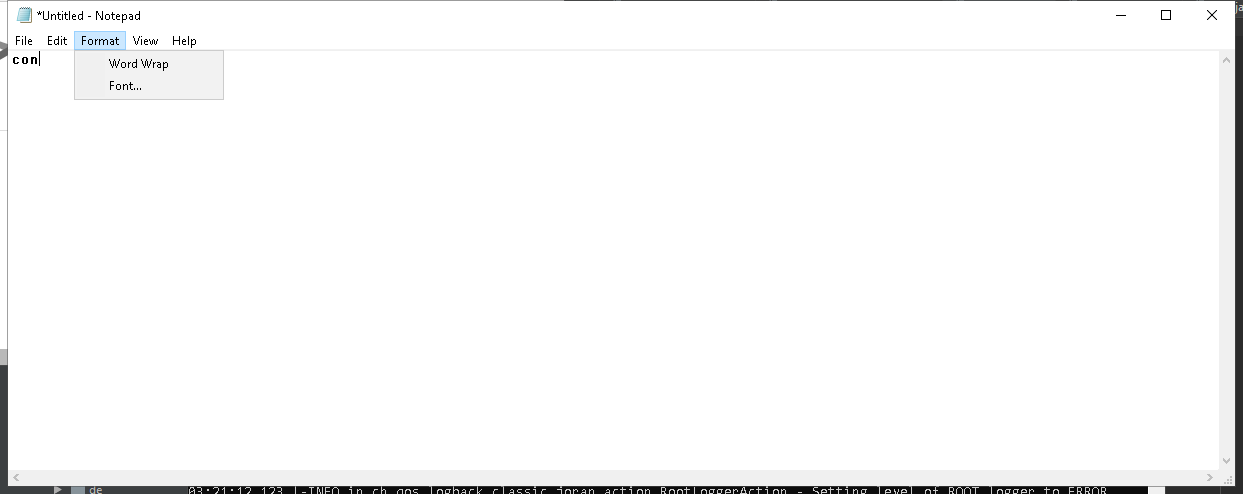 *Untitled - Notepad
File Edit Format View Help
con
Word Wrap
Font...
de
03:21:12,123 |-INFO in ch.qos.logback.classic.joran.action.RootLoggerAction - Setting level of ROOT logger to ERROR